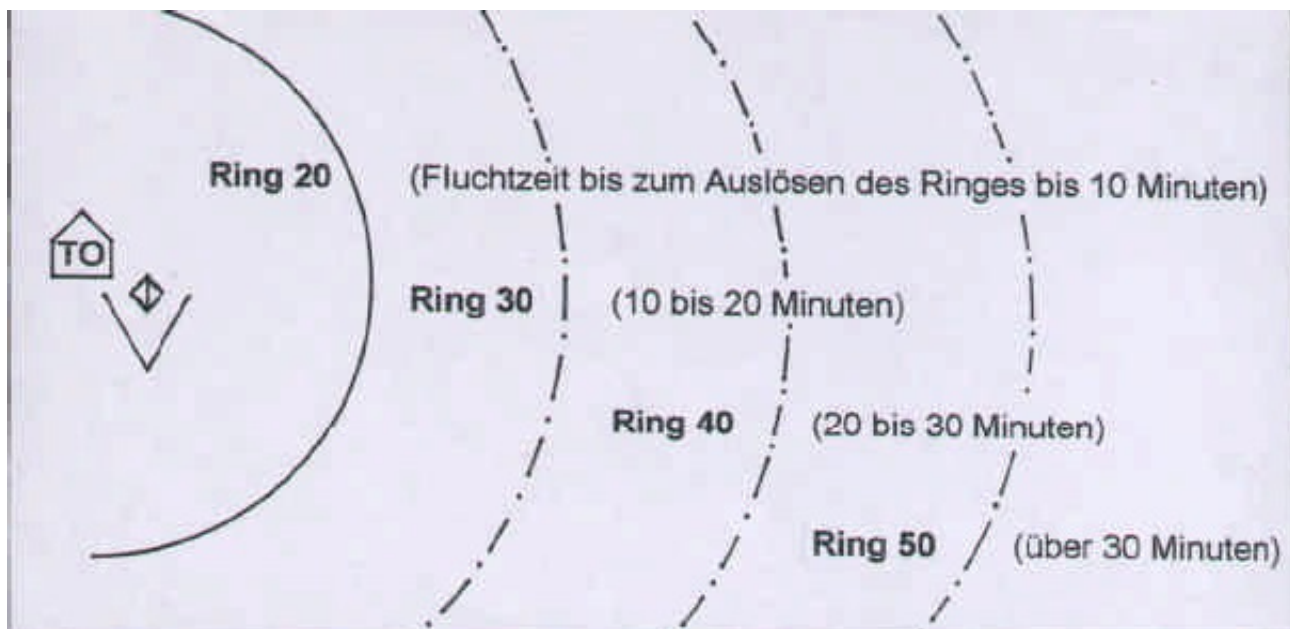 Ring 20 (Fluchtzeit bis zum Auslösen des Ringes bis 10 Minuten)
TO
Ring 30 (10 bis 20 Minuten)
Ring 40 (20 bis 30 Minuten)
Ring 50 (über 30 Minuten)